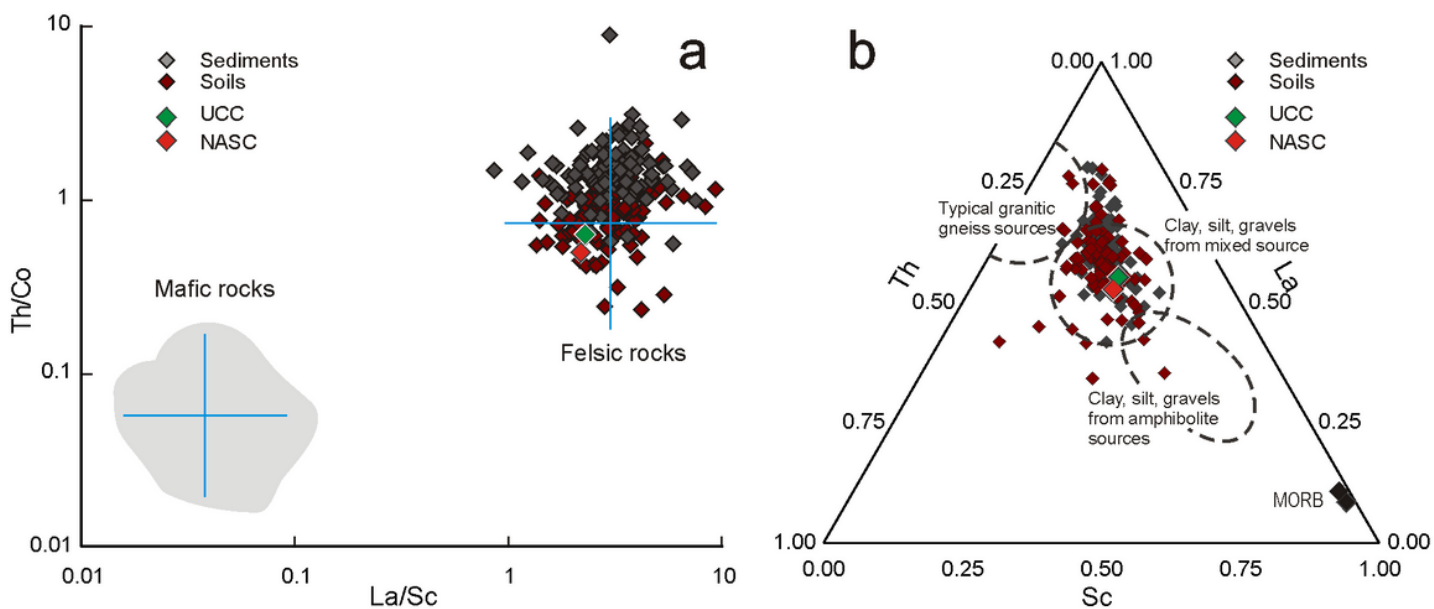 10
1
0.1
0.01
Th/Co
0.01
0.1
1
10
La/Sc
a
Sediments
Soils
UCC
NASC
Mafic rocks
Felsic rocks
b
0.00
1.00
Sediments
Soils
UCC
NASC
0.25
0.75
Typical granitic
gneiss sources
Clay, silt, gravels
from mixed source
Th
La
0.50
0.50
Clay, silt, gravels
from amphibolite
sources
0.75
0.25
MORB
1.00
0.00
0.00
0.25
0.50
0.75
1.00
Sc